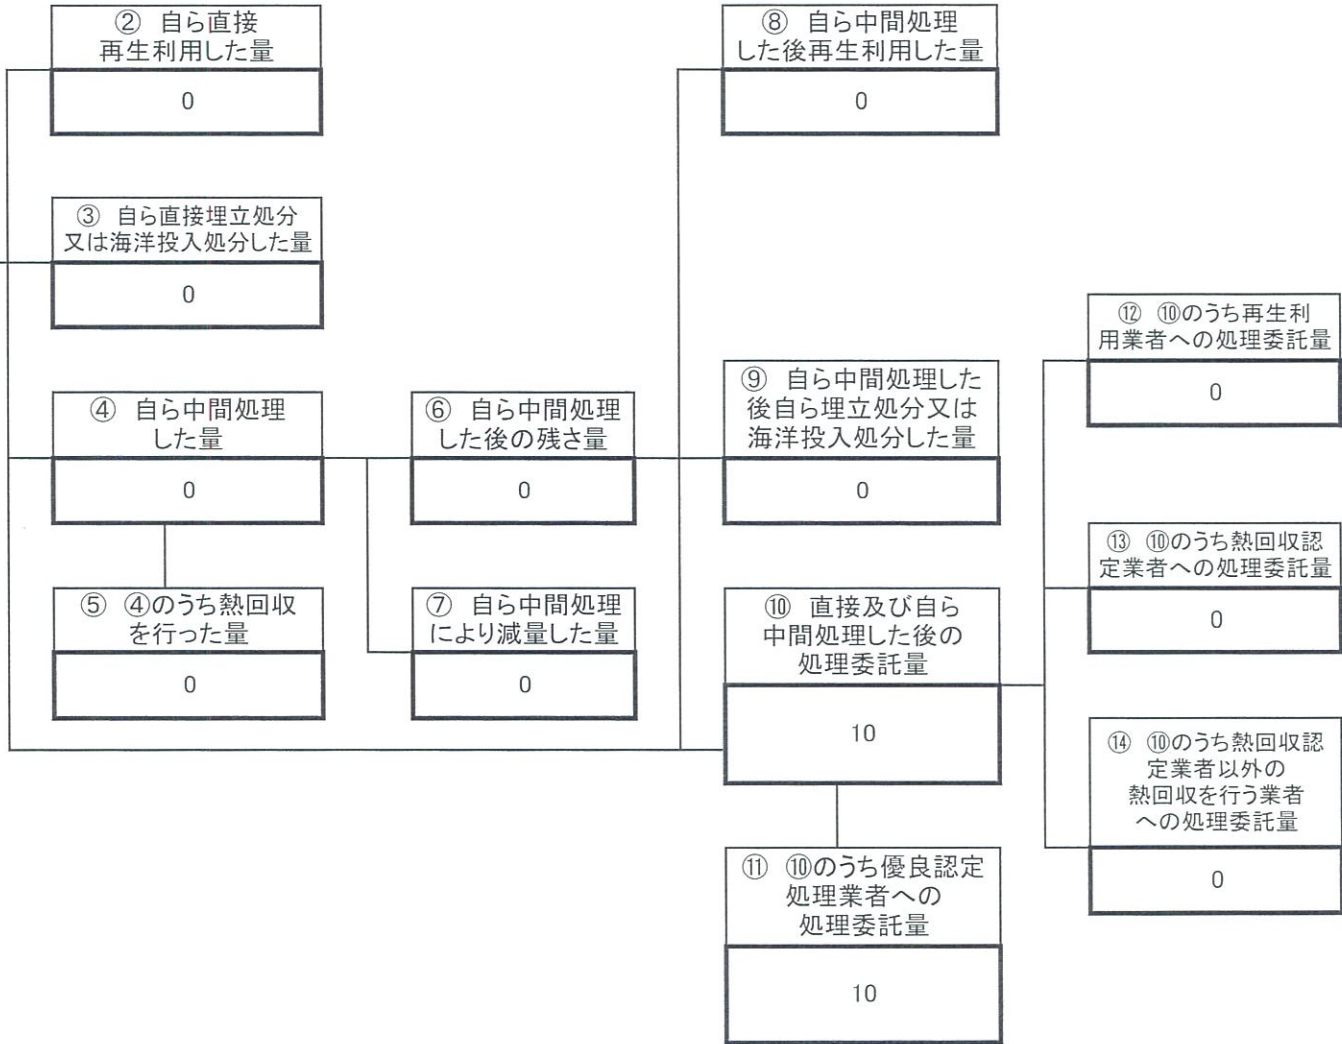 ② 自ら直接
再生利用した量
0
③ 自ら直接埋立処分
又は海洋投入処分した量
0
④ 自ら中間処理
した量
0
⑤ ④のうち熱回収
を行った量
0
⑥ 自ら中間処理
した後の残さ量
0
⑦ 自ら中間処理
により減量した量
0
⑧ 自ら中間処理
した後再生利用した量
0
⑨ 自ら中間処理した
後自ら埋立処分又は
海洋投入処分した量
0
⑩ 直接及び自ら
中間処理した後の
処理委託量
10
⑪ ⑩のうち優良認定
処理業者への
処理委託量
10
⑫ ⑩のうち再生利
用業者への処理委託量
0
⑬ ⑩のうち熱回収認
定業者への処理委託量
0
⑭ ⑩のうち熱回収認
定業者以外の
熱回収を行う業者
への処理委託量
0